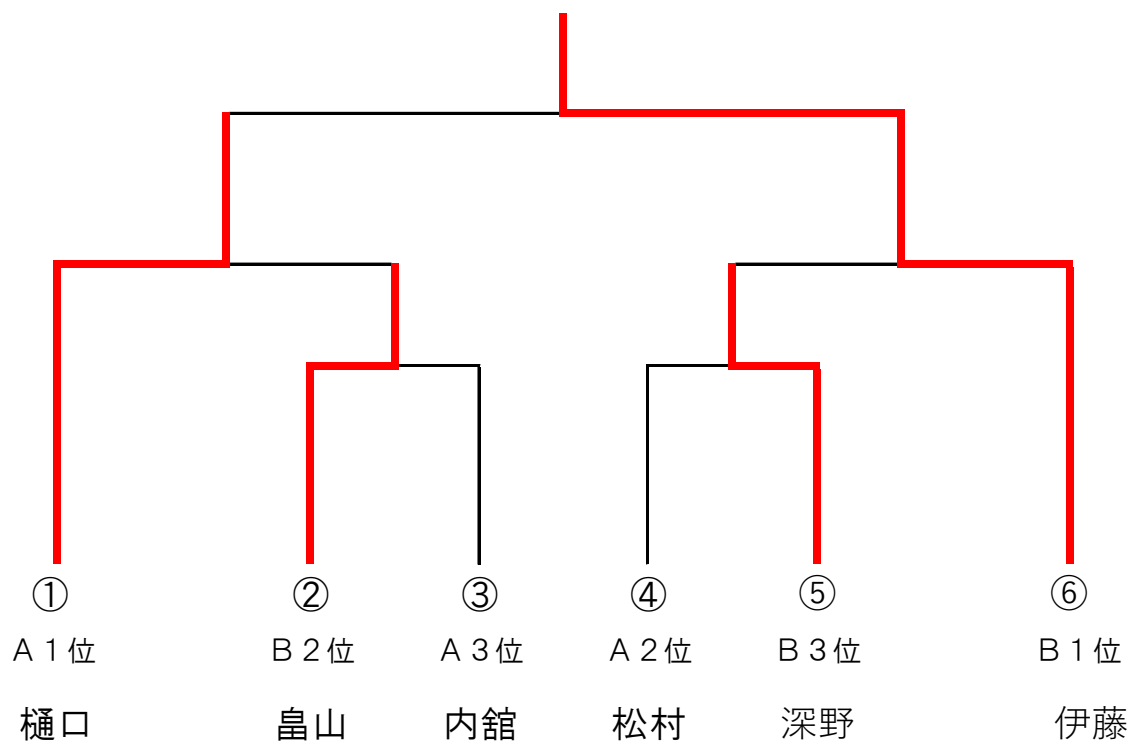 ① ② ③ ④ ⑤ ⑥
A1位 B2位 A3位 A2位 B3位 B1位
樋口 畠山 内舘 松村 深野 伊藤